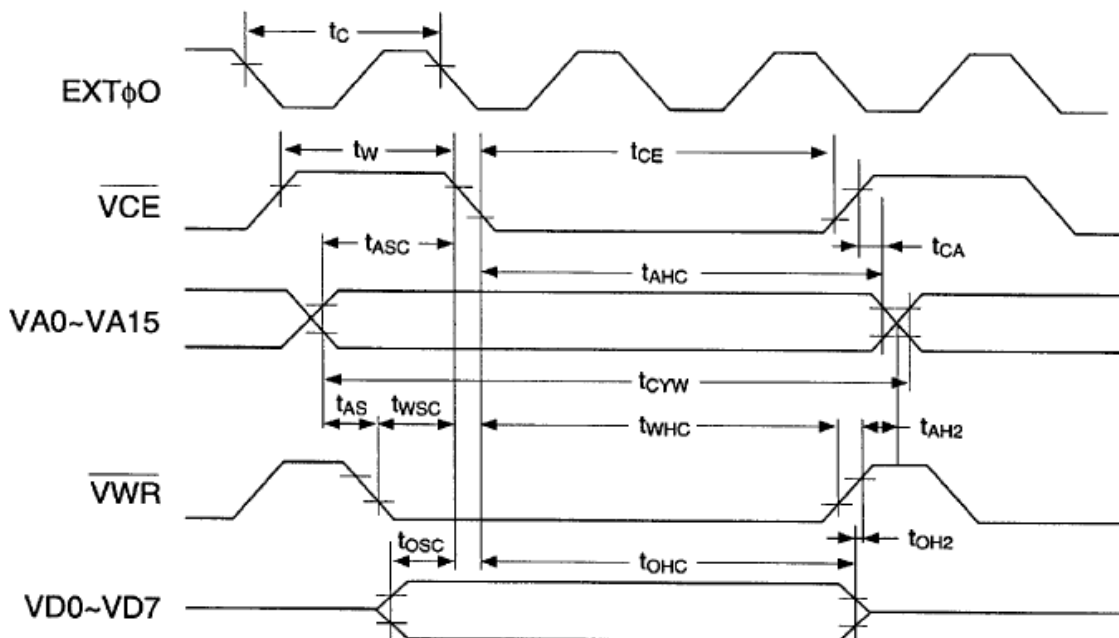 tC
EXTϕO
tW
tCE
VCE
tASC
tCA
tAHC
VA0~VA15
tCYW
tAS
tWSC
tWHC
tAH2
VWR
tOSC
tOH2
tOHC
VD0~VD7